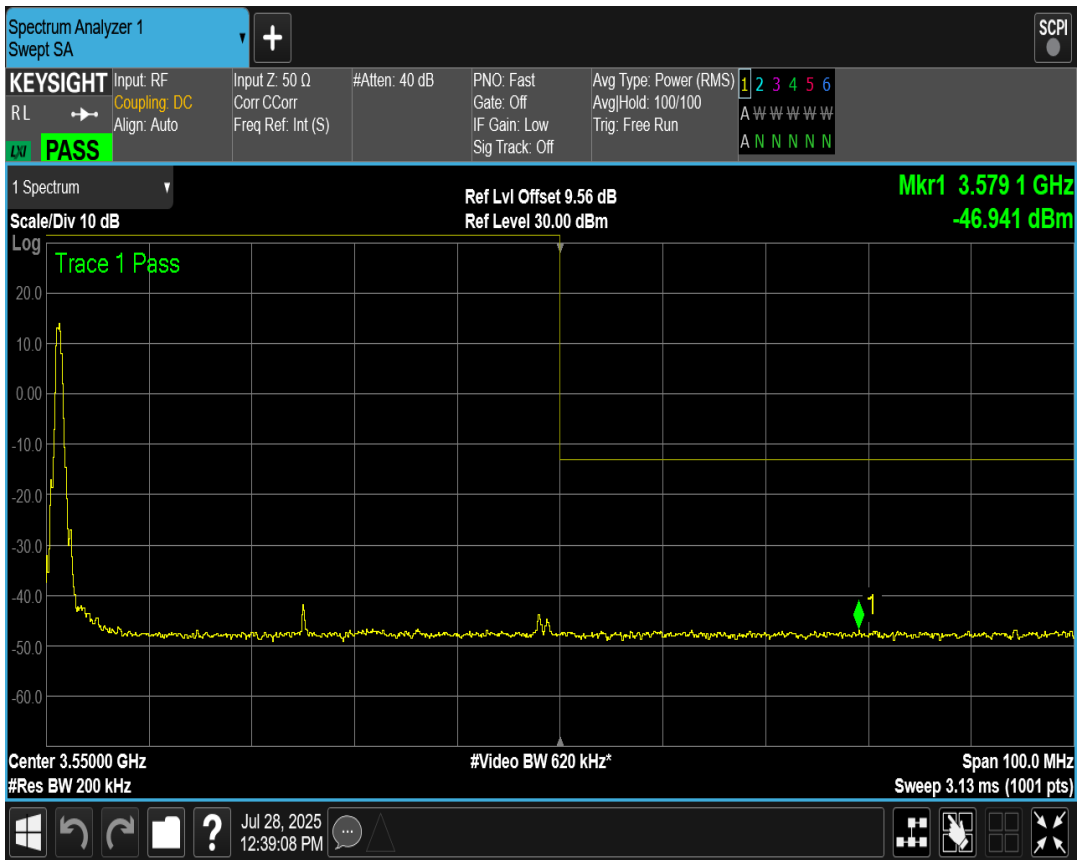 Spectrum Analyzer 1
Swept SA
SCPI
KEYSIGHT
RL
LXI PASS
Input: RF
Coupling: DC
Align: Auto
Input Z: 50 Ω
Corr CCorr
Freq Ref: Int (S)
#Atten: 40 dB
PNO: Fast
Gate: Off
IF Gain: Low
Sig Track: Off
Avg Type: Power (RMS)
Avg|Hold: 100/100
Trig: Free Run
1 2 3 4 5 6
A W W W W W
A N N N N N
1 Spectrum
Scale/Div 10 dB
Ref Lvl Offset 9.56 dB
Ref Level 30.00 dBm
Mkr1 3.579 1 GHz
-46.941 dBm
Log
Trace 1 Pass
20.0
10.0
0.00
-10.0
-20.0
-30.0
-40.0
1
-50.0
-60.0
Center 3.55000 GHz
#Video BW 620 kHz*
Span 100.0 MHz
#Res BW 200 kHz
Sweep 3.13 ms (1001 pts)
?
Jul 28, 2025
12:39:08 PM